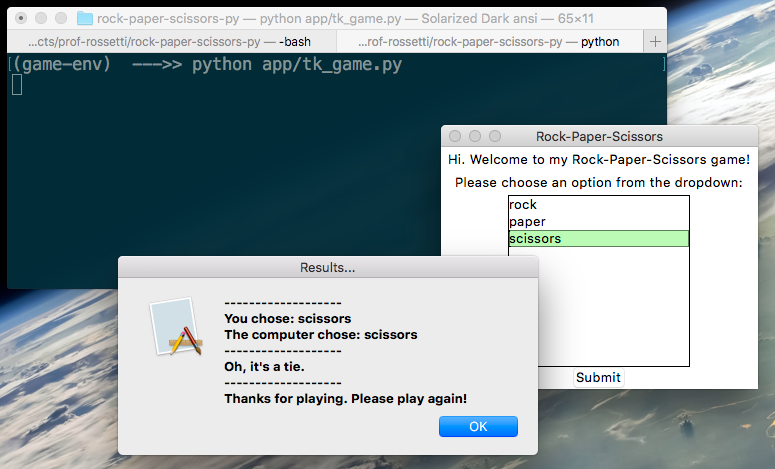 rock-paper-scissors-py — python app/tk_game.py — Solarized Dark ansi — 65×11
...cts/prof-rossetti/rock-paper-scissors-py — -bash
...rof-rossetti/rock-paper-scissors-py — python
+
[(game-env)  --->> python app/tk_game.py ]
Rock-Paper-Scissors
Hi. Welcome to my Rock-Paper-Scissors game!
Please choose an option from the dropdown:
rock
paper
scissors
Submit
Results...
-------------------
You chose: scissors
The computer chose: scissors
-------------------
Oh, it's a tie.
-------------------
Thanks for playing. Please play again!
OK